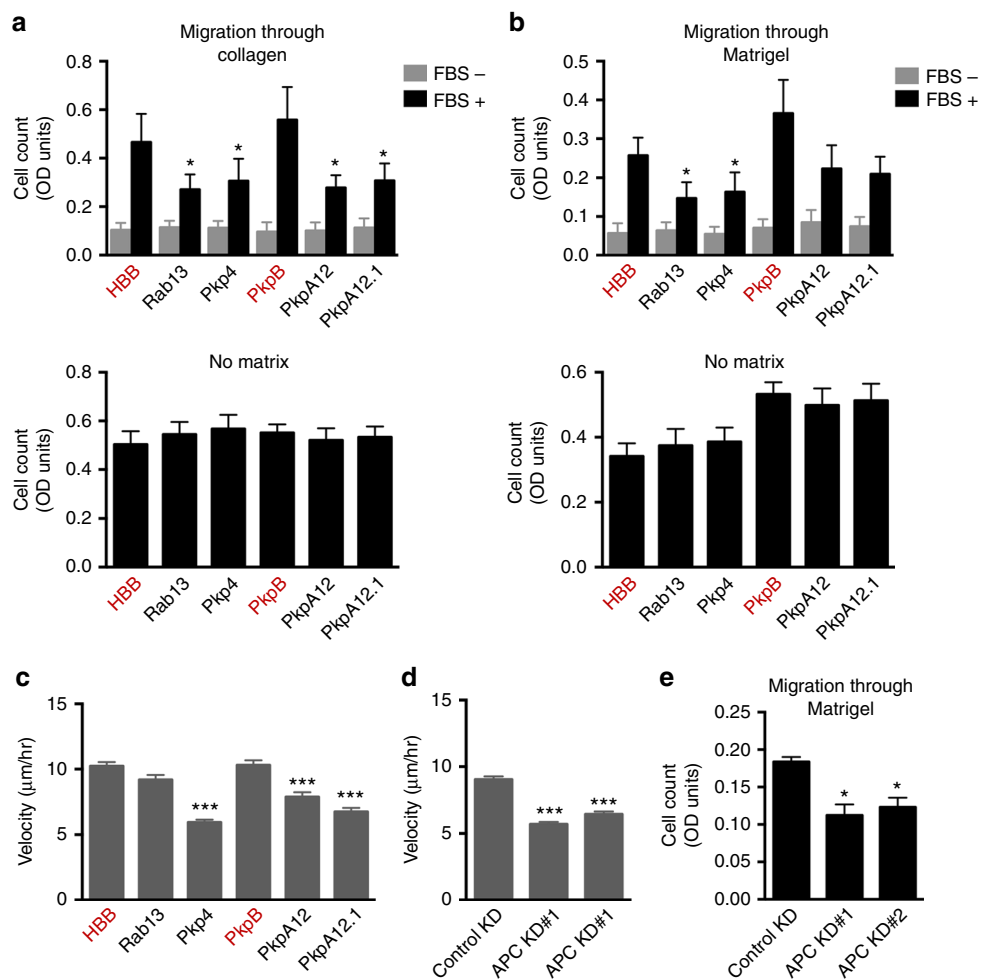 a
Migration through
collagen
FBS –
FBS +
Cell count
(OD units)
0.8
0.6
0.4
0.2
0.0
*
*
*
*
HBB
Rab13
Pkp4
PkpB
PkpA12
PkpA12.1
No matrix
Cell count
(OD units)
0.8
0.6
0.4
0.2
0.0
HBB
Rab13
Pkp4
PkpB
PkpA12
PkpA12.1
b
Migration through
Matrigel
FBS –
FBS +
Cell count
(OD units)
0.5
0.4
0.3
0.2
0.1
0.0
*
*
HBB
Rab13
Pkp4
PkpB
PkpA12
PkpA12.1
No matrix
Cell count
(OD units)
0.6
0.4
0.2
0.0
HBB
Rab13
Pkp4
PkpB
PkpA12
PkpA12.1
c
Velocity (μm/hr)
15
10
5
0
***
***
***
HBB
Rab13
Pkp4
PkpB
PkpA12
PkpA12.1
d
Velocity (μm/hr)
15
10
5
0
***
***
Control KD
APC KD#1
APC KD#1
e
Migration through
Matrigel
Cell count
(OD units)
0.25
0.20
0.15
0.10
0.05
0.00
*
*
Control KD
APC KD#1
APC KD#2